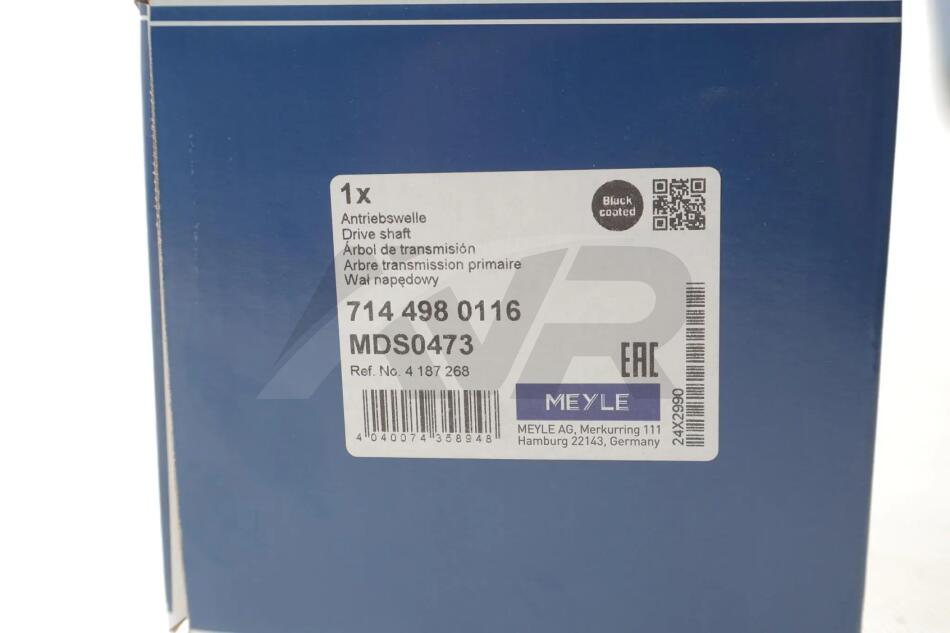 1x
Antriebswelle
Drive shaft
Árbol de transmisión
Arbre transmission primaire
Wał napędowy
714 498 0116
MDS0473
Ref. No. 4 187 268
4 040074 358948
Black
coated
EAC
MEYLE
MEYLE AG, Merkurring 111
Hamburg 22143, Germany
24X2990
AVR